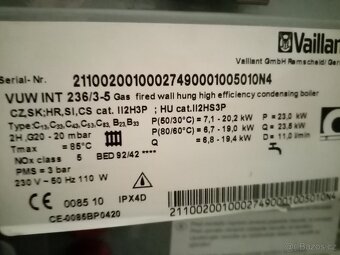 Vaillant
Vaillant GmbH Remscheid/Ger
Serial-Nr. 21100200100027490001005010N4
VUW INT 236/3-5 Gas fired wall hung high efficiency condensing boiler
CZ,SK;HR,SI,CS cat. II2H3P ; HU cat.II2HS3P
Type: C13, C33, C43, C53, C83, B23, B33
2H,G20 - 20 mbar
Tmax = 85°C
NOx class 5 BED 92/42 ****
PMS = 3 bar
230 V~ 50 Hz 110 W
P(50/30°C) = 7,1 - 20,2 kW
P(80/60°C) = 6,7 - 19,0 kW
Q = 6,8 - 19,4 kW
P = 23,0 kW
Q = 23,5 kW
D = 11,0 l/min
CE 0085 10 IPX4D
CE-0085BP0420
21100200100027490001005010N4